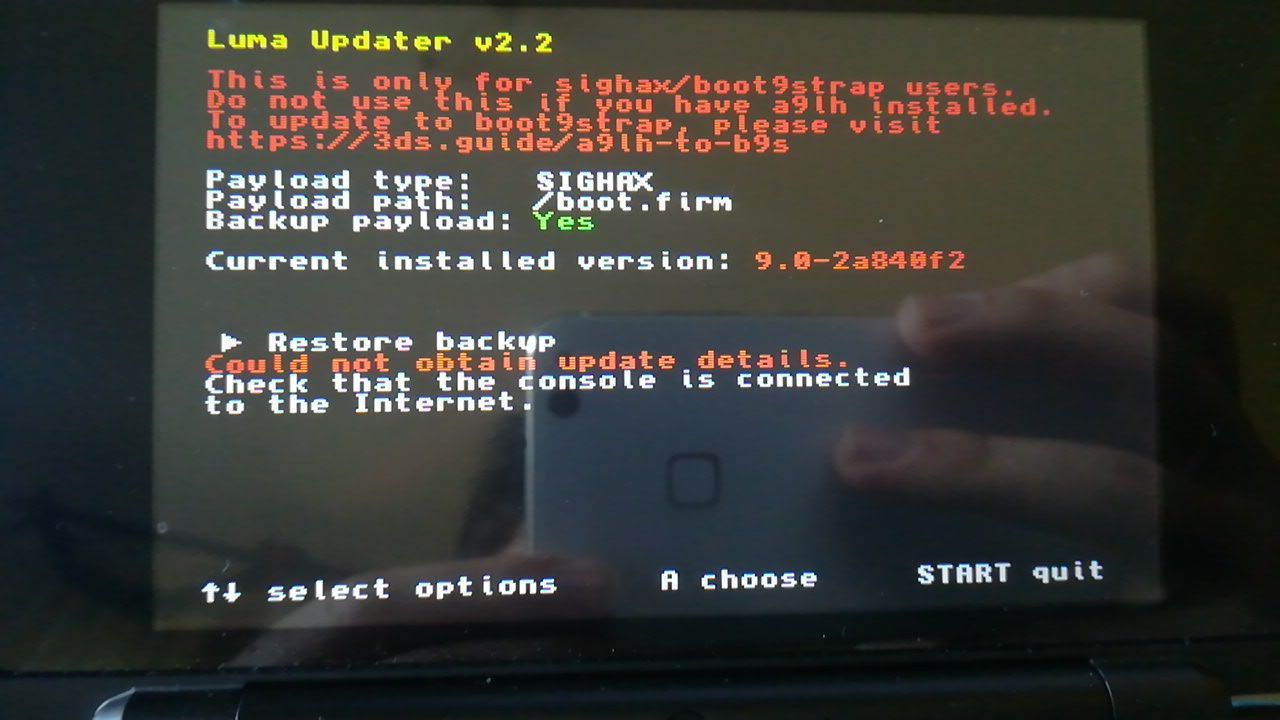 Luma Updater v2.2
This is only for sighax/boot9strap users.
Do not use this if you have a9lh installed.
To update to boot9strap, please visit
https://3ds.guide/a9lh-to-b9s
Payload type: SIGHAX
Payload path: /boot.firm
Backup payload: Yes
Current installed version: 9.0-2a840f2
► Restore backup
Could not obtain update details.
Check that the console is connected
to the Internet.
↑↓ select options A choose START quit